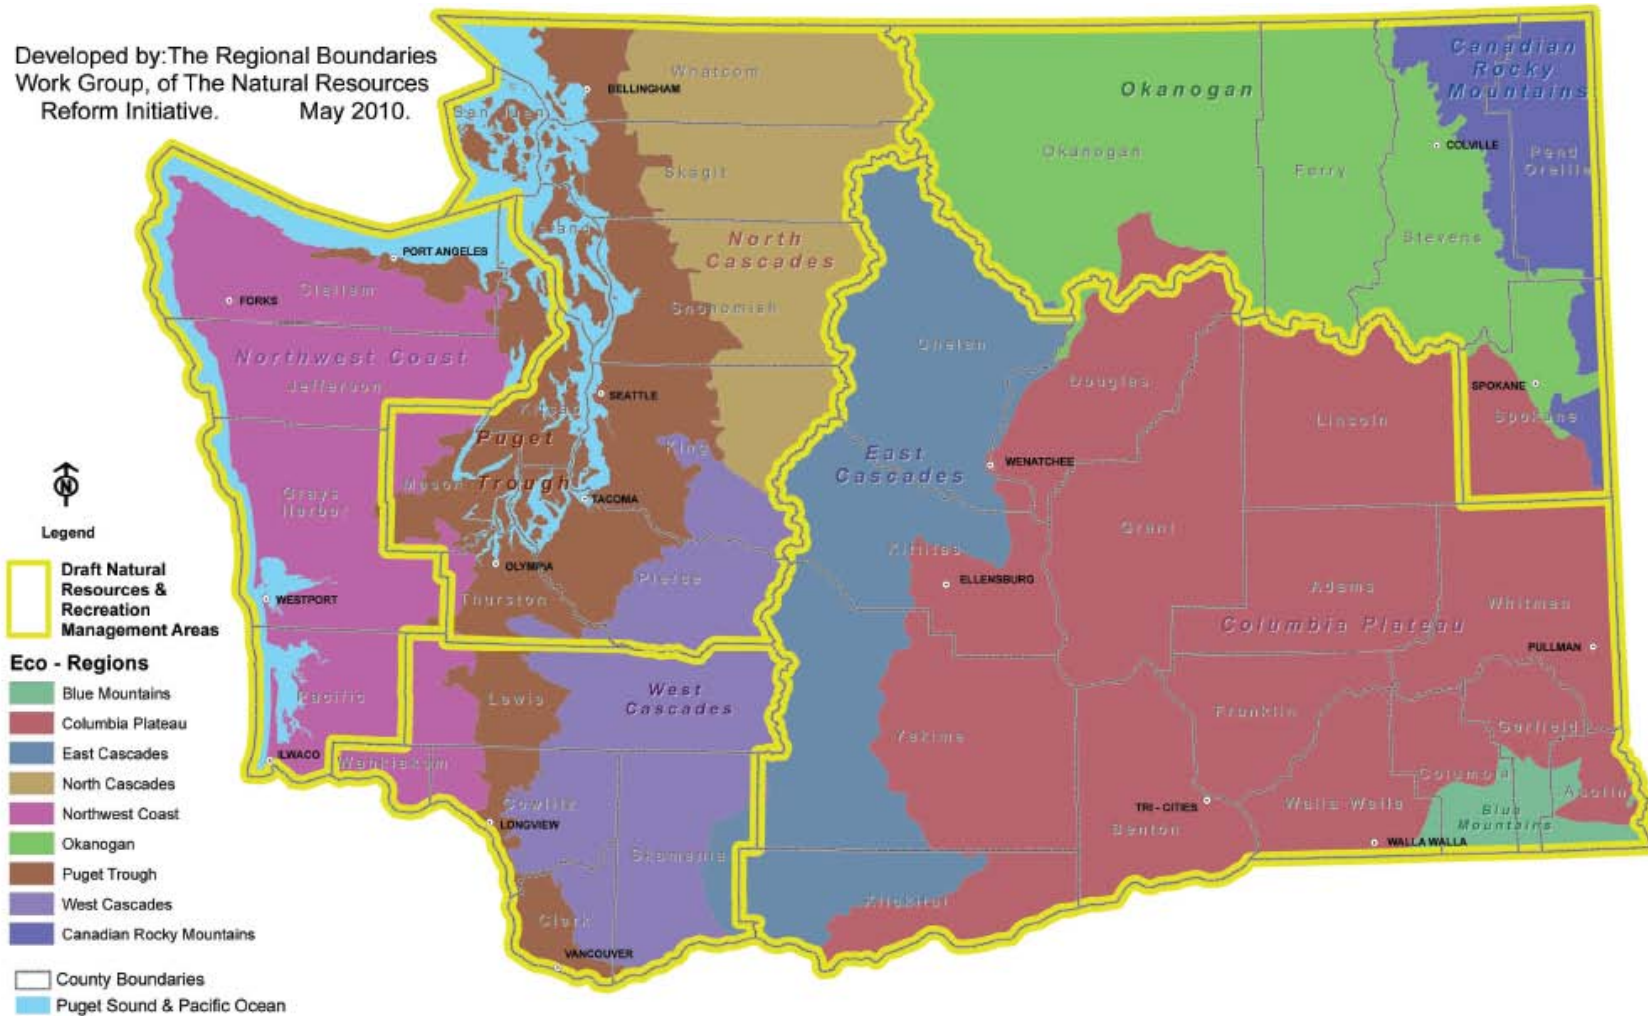 Developed by:The Regional Boundaries
Work Group, of The Natural Resources
Reform Initiative. May 2010.
Canadian
Rocky
Mountains
Okanogan
Whatcom
BELLINGHAM
San Juan
COLVILLE
Okanogan
Pend
Oreille
Ferry
Skagit
Island
Stevens
North
Cascades
PORT ANGELES
Clallam
FORKS
Snohomish
Chelan
Northwest Coast
Jefferson
Douglas
SPOKANE
SEATTLE
Kitsap
Spokane
Lincoln
Puget
Trough
King
East
Cascades
WENATCHEE
Mason
Grays
Harbor
TACOMA
Grant
N
Legend
Kittitas
OLYMPIA
Pierce
ELLENSBURG
Draft Natural
Resources &
Recreation
Management Areas
WESTPORT
Thurston
Adams
Whitman
Columbia Plateau
PULLMAN
Eco - Regions
Blue Mountains
Columbia Plateau
East Cascades
North Cascades
Northwest Coast
Okanogan
Puget Trough
West Cascades
Canadian Rocky Mountains
County Boundaries
Puget Sound & Pacific Ocean
Pacific
Lewis
West
Cascades
Franklin
Garfield
Yakima
ILWACO
Wahkiakum
Columbia
Asotin
Cowlitz
TRI - CITIES
Walla Walla
Blue
Mountains
LONGVIEW
Benton
WALLA WALLA
Skamania
Klickitat
Clark
VANCOUVER